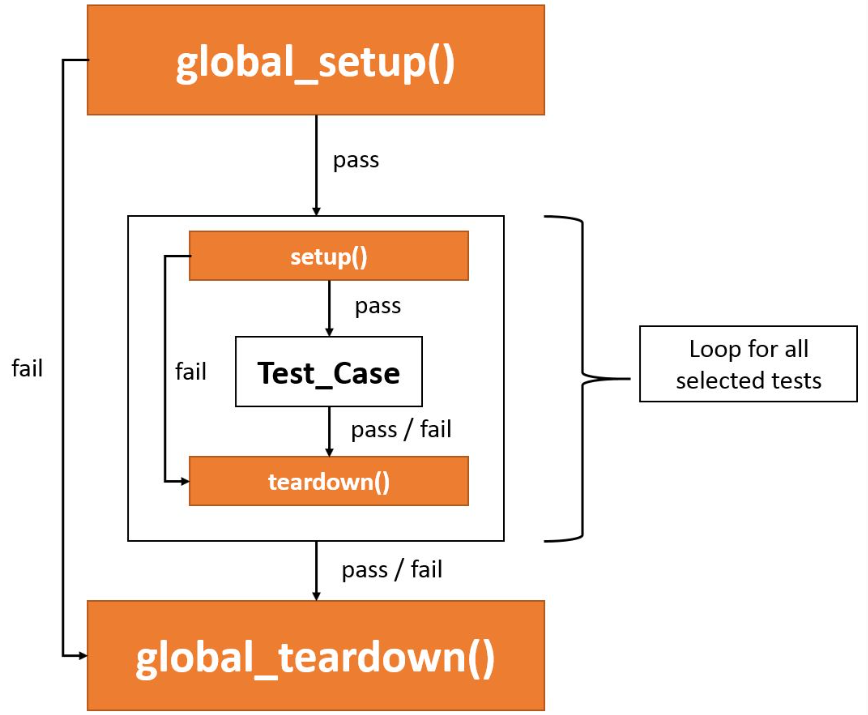 global_setup()
pass
setup()
pass
fail
fail
Test_Case
Loop for all
selected tests
pass / fail
teardown()
pass / fail
global_teardown()